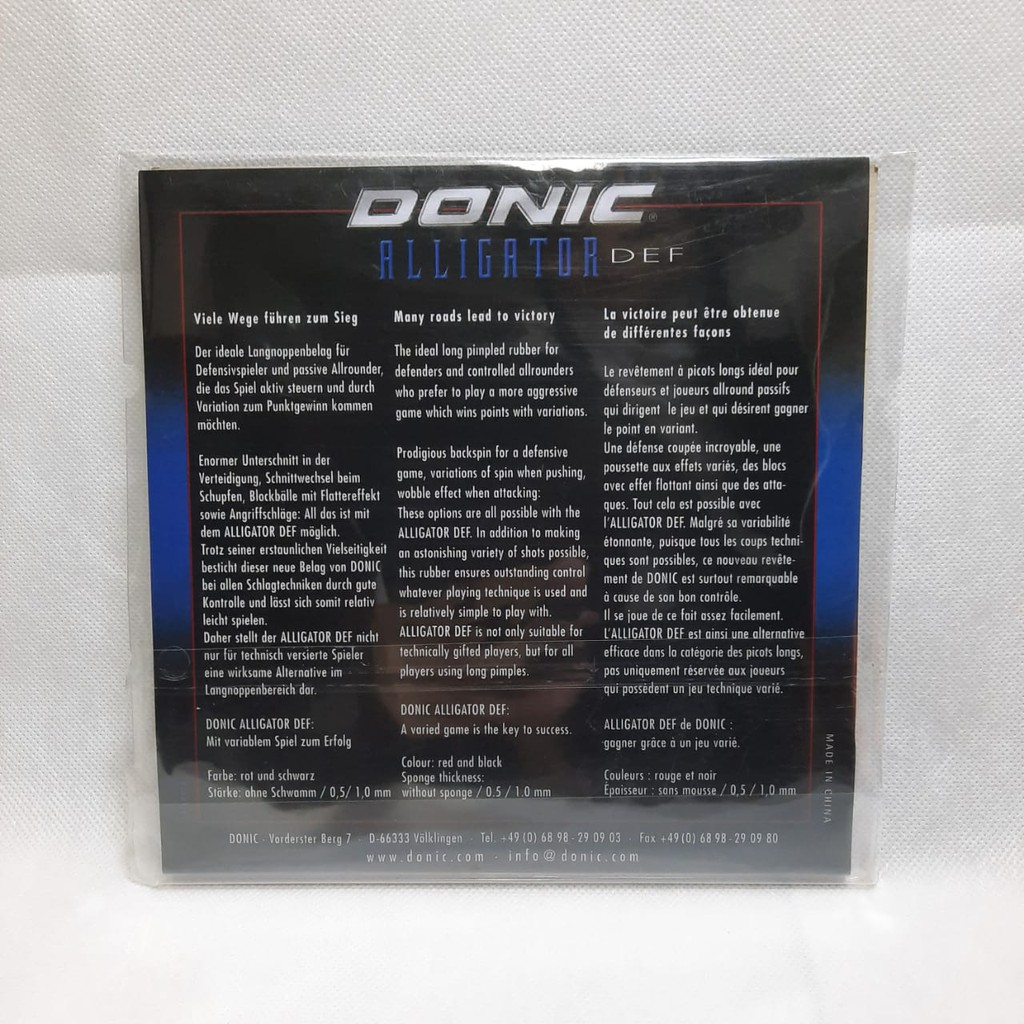 DONIC®
ALLIGATOR DEF
Viele Wege führen zum Sieg
Der ideale Langnoppenbelag für
Defensivspieler und passive Allrounder,
die das Spiel aktiv steuern und durch
Variation zum Punktgewinn kommen
möchten.
Enormer Unterschnitt in der
Verteidigung, Schnittwechsel beim
Schupfen, Blockbälle mit Flattereffekt
sowie Angriffschläge: All das ist mit
dem ALLIGATOR DEF möglich.
Trotz seiner erstaunlichen Vielseitigkeit
besticht dieser neue Belag von DONIC
bei allen Schlagtechniken durch gute
Kontrolle und lässt sich somit relativ
leicht spielen.
Daher stellt der ALLIGATOR DEF nicht
nur für technisch versierte Spieler
eine wirksame Alternative im
Langnoppenbereich dar.
DONIC ALLIGATOR DEF:
Mit variablem Spiel zum Erfolg
Farbe: rot und schwarz
Stärke: ohne Schwamm / 0,5/ 1,0 mm
Many roads lead to victory
The ideal long pimpled rubber for
defenders and controlled allrounders
who prefer to play a more aggressive
game which wins points with variations.
Prodigious backspin for a defensive
game, variations of spin when pushing,
wobble effect when attacking:
These options are all possible with the
ALLIGATOR DEF. In addition to making
an astonishing variety of shots possible,
this rubber ensures outstanding control
whatever playing technique is used and
is relatively simple to play with.
ALLIGATOR DEF is not only suitable for
technically gifted players, but for all
players using long pimples.
DONIC ALLIGATOR DEF:
A varied game is the key to success.
Colour: red and black
Sponge thickness:
without sponge / 0.5 / 1.0 mm
La victoire peut être obtenue
de différentes façons
Le revêtement à picots longs idéal pour
défenseurs et joueurs allround passifs
qui dirigent le jeu et qui désirent gagner
le point en variant.
Une défense coupée incroyable, une
poussette aux effets variés, des blocs
avec effet flottant ainsi que des atta-
ques. Tout cela est possible avec
l'ALLIGATOR DEF. Malgré sa variabilité
étonnante, puisque tous les coups techni-
ques sont possibles, ce nouveau revête-
ment de DONIC est surtout remarquable
à cause de son bon contrôle.
Il se joue de ce fait assez facilement.
L'ALLIGATOR DEF est ainsi une alternative
efficace dans la catégorie des picots longs,
pas uniquement réservée aux joueurs
qui possèdent un jeu technique varié.
ALLIGATOR DEF de DONIC :
gagner grâce à un jeu varié.
Couleurs : rouge et noir
Épaisseur : sans mousse / 0,5 / 1,0 mm
MADE IN CHINA
DONIC · Vorderster Berg 7 · D-66333 Völklingen · Tel. +49 (0) 68 98 - 29 09 03 · Fax +49 (0) 68 98 - 29 09 80
www.donic.com · info@donic.com